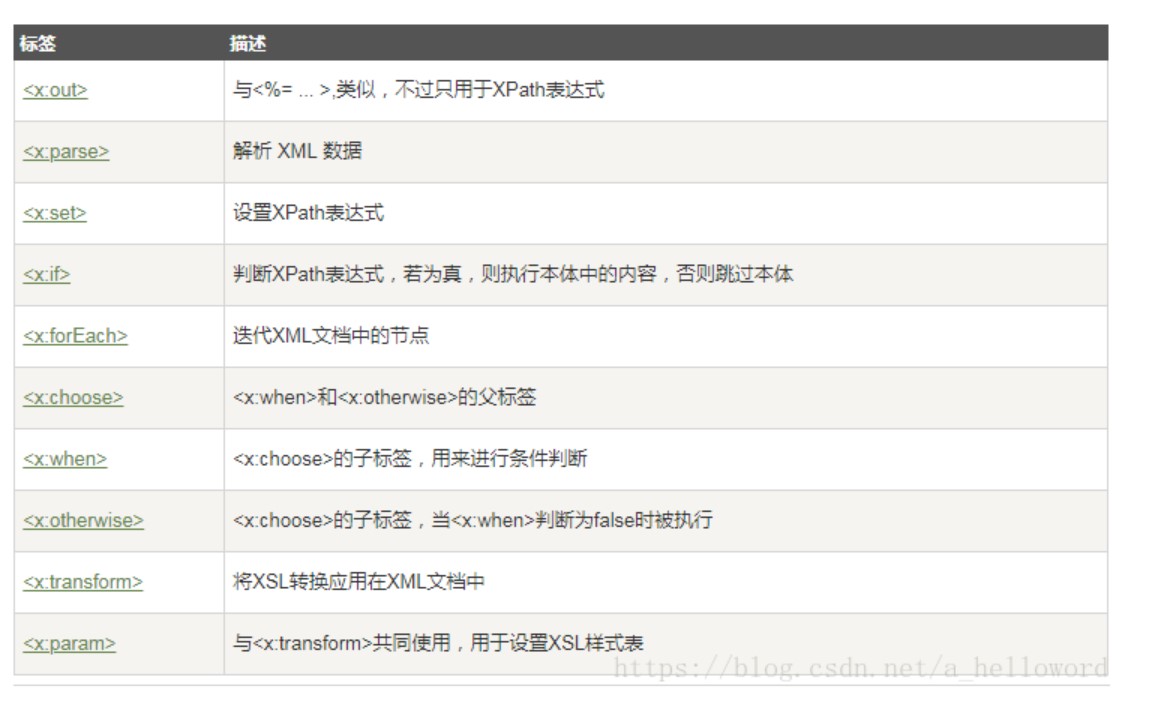 标签 描述
<x:out> 与<%= ... >,类似，不过只用于XPath表达式
<x:parse> 解析 XML 数据
<x:set> 设置XPath表达式
<x:if> 判断XPath表达式，若为真，则执行本体中的内容，否则跳过本体
<x:forEach> 迭代XML文档中的节点
<x:choose> <x:when>和<x:otherwise>的父标签
<x:when> <x:choose>的子标签，用来进行条件判断
<x:otherwise> <x:choose>的子标签，当<x:when>判断为false时被执行
<x:transform> 将XSL转换应用在XML文档中
<x:param> 与<x:transform>共同使用，用于设置XSL样式表
https://blog.csdn.net/a_helloword